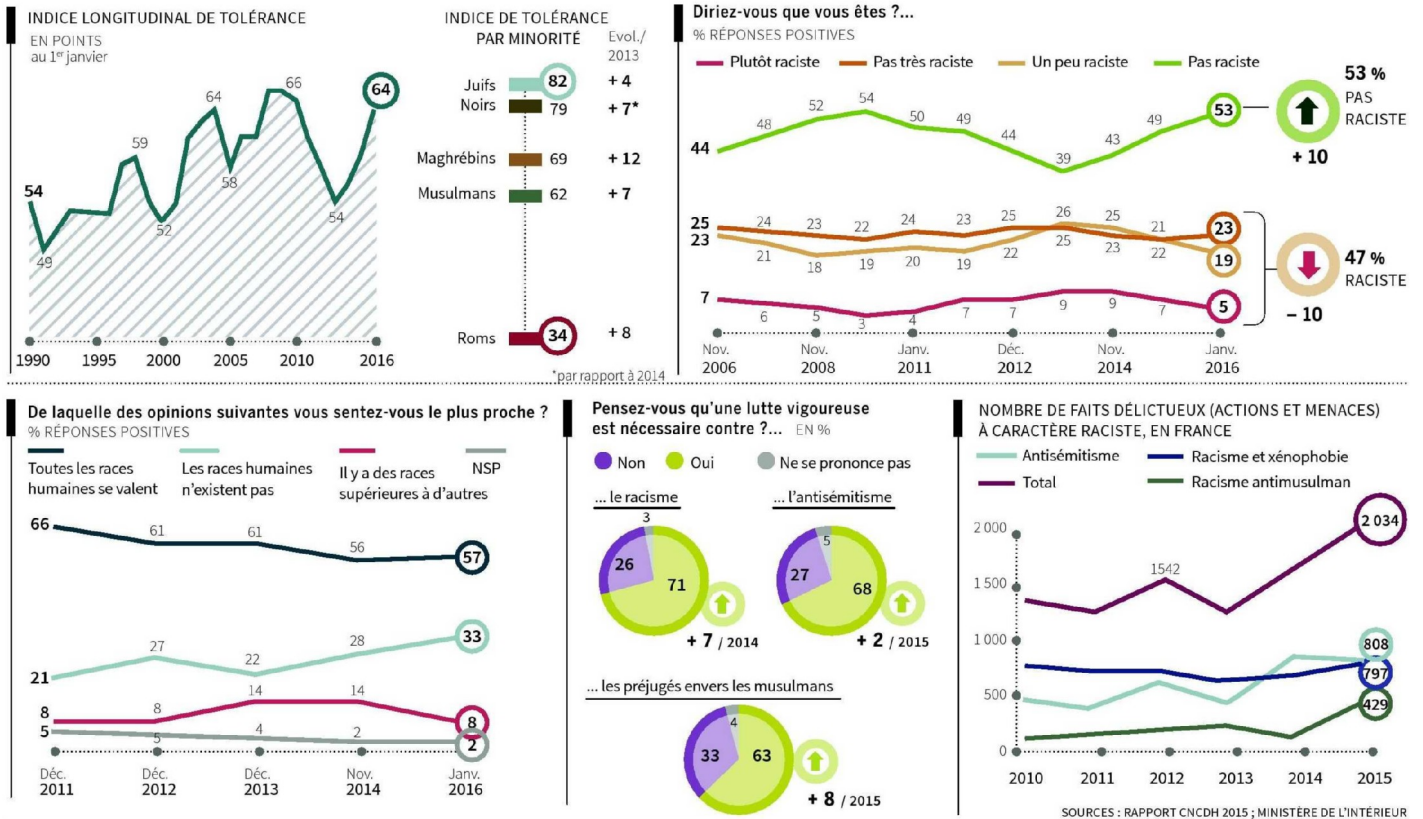 INDICE LONGITUDINAL DE TOLÉRANCE
EN POINTS
au 1er janvier
54
49
59
52
64
58
66
54
64
1990 1995 2000 2005 2010 2016
INDICE DE TOLÉRANCE
PAR MINORITÉ
Evol./
2013
Juifs 82 + 4
Noirs 79 + 7*
Maghrébins 69 + 12
Musulmans 62 + 7
Roms 34 + 8
*par rapport à 2014
Diriez-vous que vous êtes ?...
% RÉPONSES POSITIVES
Plutôt raciste Pas très raciste Un peu raciste Pas raciste
44 48 52 54 50 49 44 39 43 49 53
25 24 23 22 24 23 25 26 25 21 23
23 21 18 19 20 19 22 25 23 22 19
7 6 5 3 4 7 7 9 9 7 5
Nov. Nov. Janv. Déc. Nov. Janv.
2006 2008 2011 2012 2014 2016
53 %
PAS
RACISTE
+ 10
47 %
RACISTE
– 10
De laquelle des opinions suivantes vous sentez-vous le plus proche ?
% RÉPONSES POSITIVES
Toutes les races
humaines se valent
Les races humaines
n'existent pas
Il y a des races
supérieures à d'autres
NSP
66 61 61 56 57
21 27 22 28 33
8 8 14 14 8
5 5 4 2 2
Déc. Déc. Déc. Nov. Janv.
2011 2012 2013 2014 2016
Pensez-vous qu'une lutte vigoureuse
est nécessaire contre ?... EN %
Non Oui Ne se prononce pas
... le racisme
3
26
71
+ 7 / 2014
... l'antisémitisme
5
27
68
+ 2 / 2015
... les préjugés envers les musulmans
4
33
63
+ 8 / 2015
NOMBRE DE FAITS DÉLICTUEUX (ACTIONS ET MENACES)
À CARACTÈRE RACISTE, EN FRANCE
Antisémitisme Racisme et xénophobie
Total Racisme antimusulman
2 000
1 500
1 000
500
0
1542
2 034
808
797
429
2010 2011 2012 2013 2014 2015
SOURCES : RAPPORT CNCDH 2015 ; MINISTÈRE DE L'INTÉRIEUR